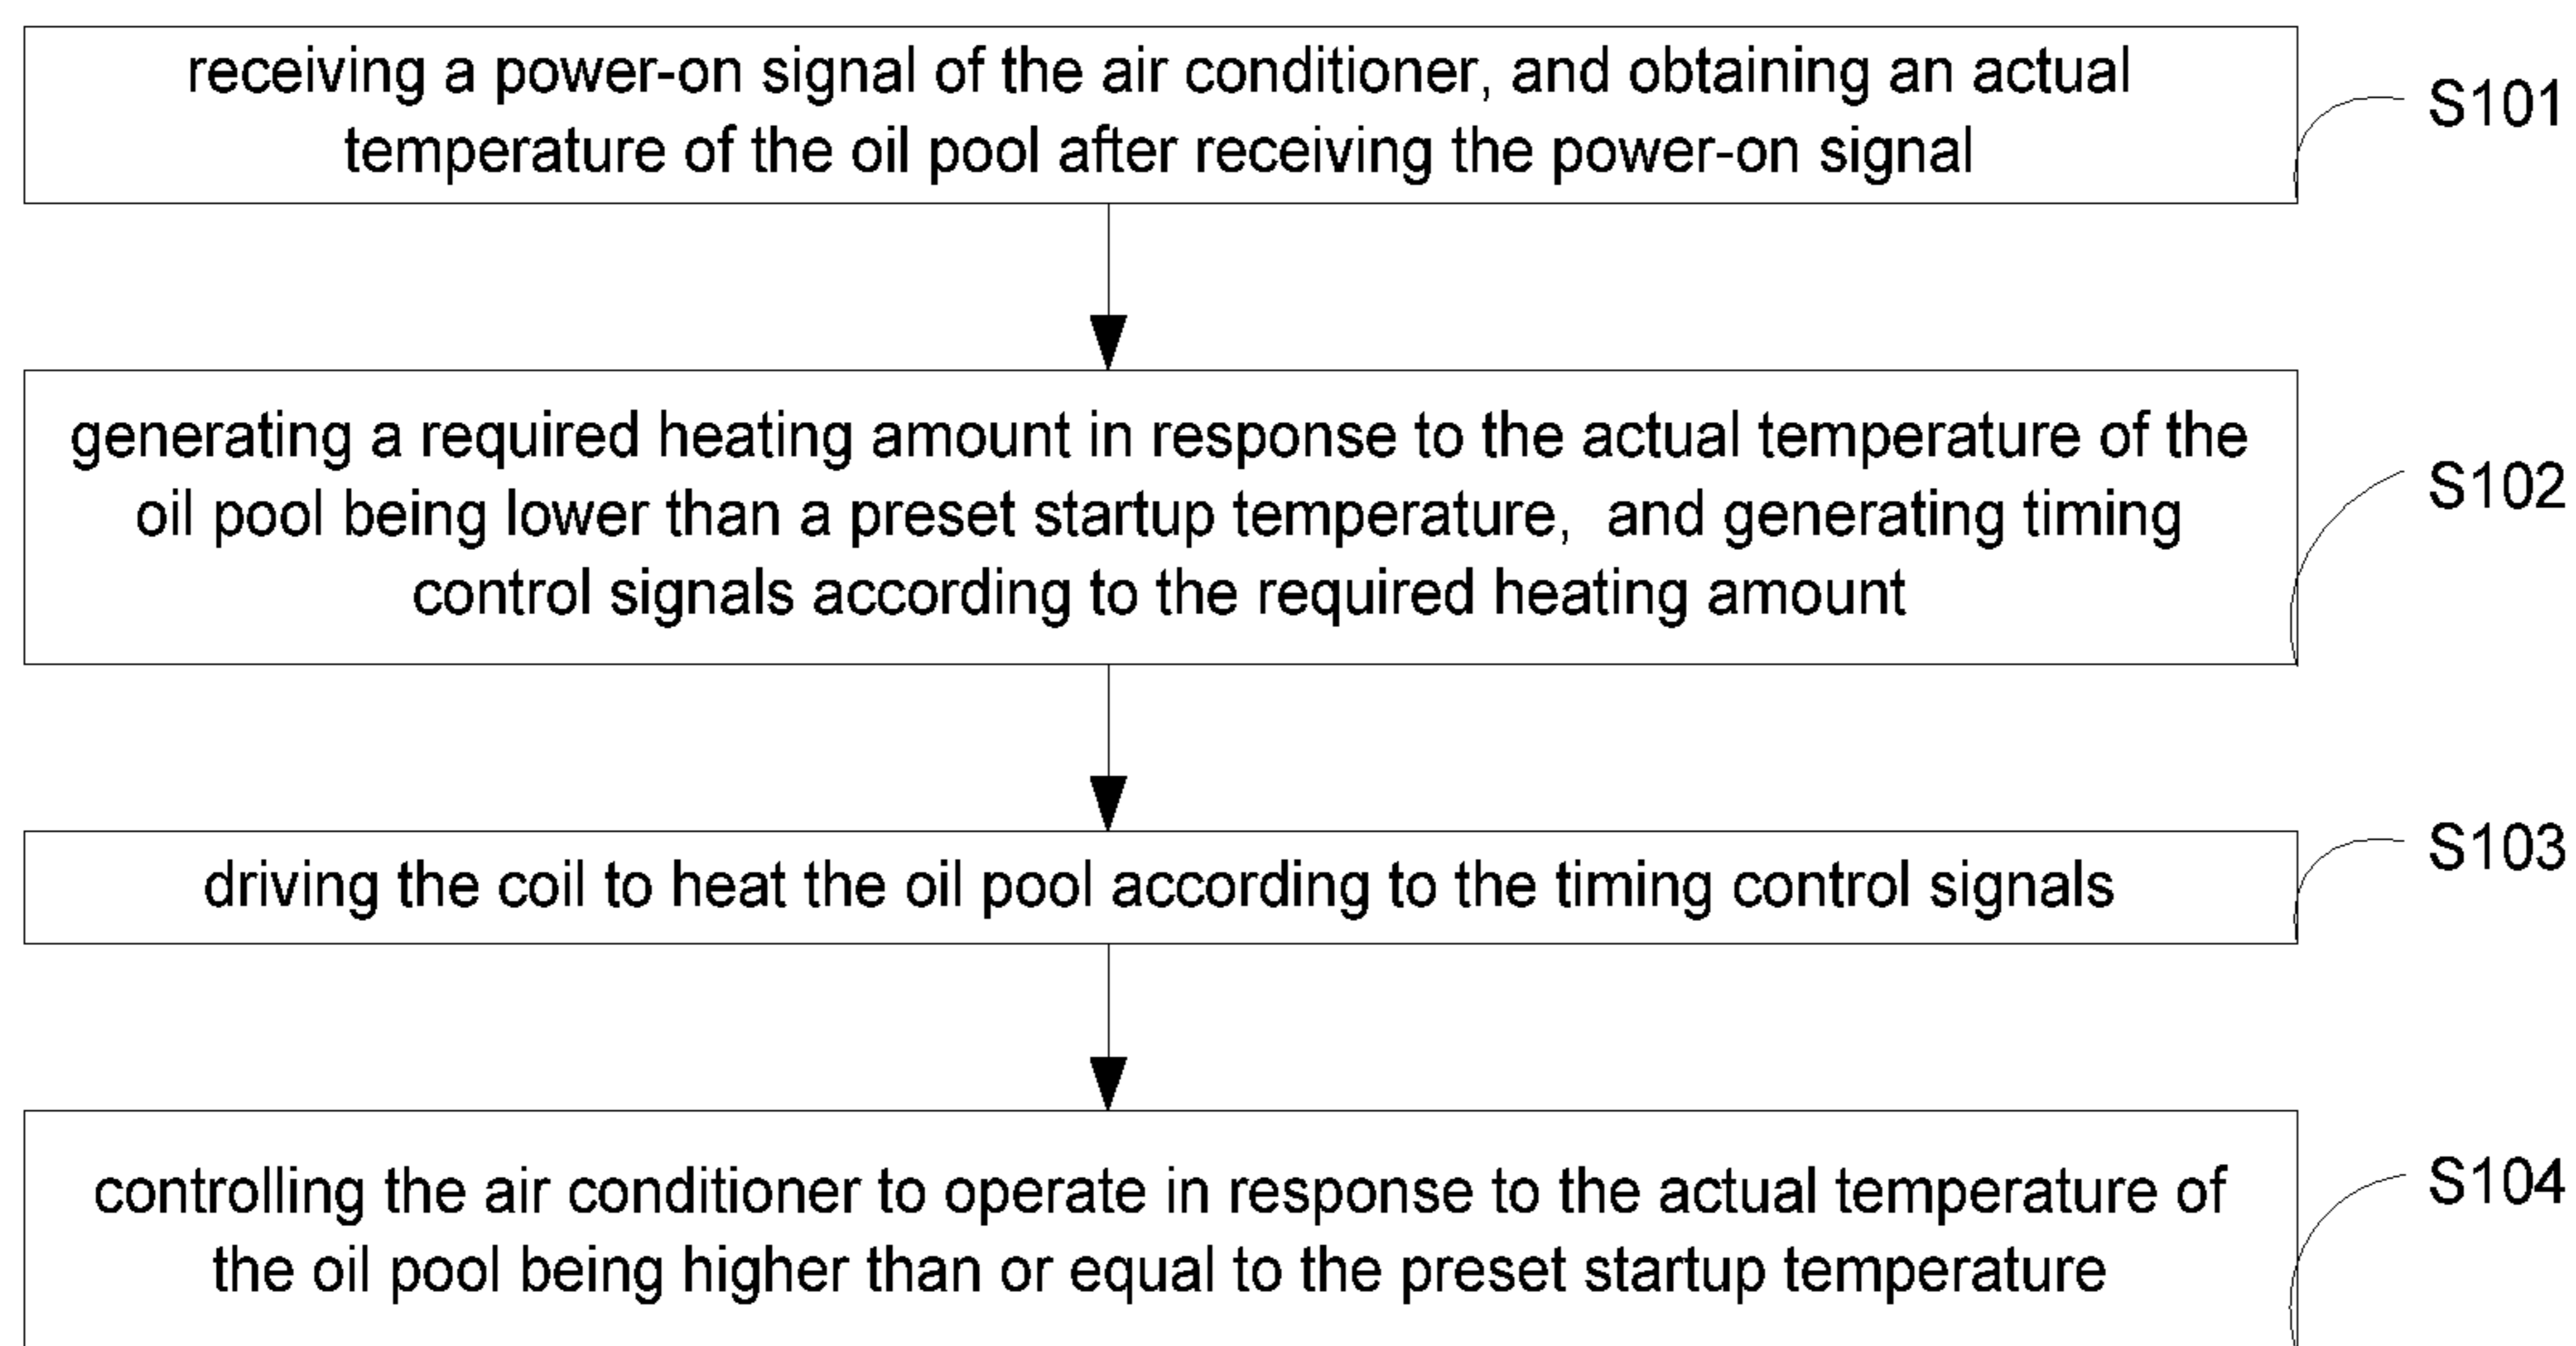 receiving a power-on signal of the air conditioner, and obtaining an actual
temperature of the oil pool after receiving the power-on signal
S101
generating a required heating amount in response to the actual temperature of the
oil pool being lower than a preset startup temperature, and generating timing
control signals according to the required heating amount
S102
driving the coil to heat the oil pool according to the timing control signals
S103
controlling the air conditioner to operate in response to the actual temperature of
the oil pool being higher than or equal to the preset startup temperature
S104